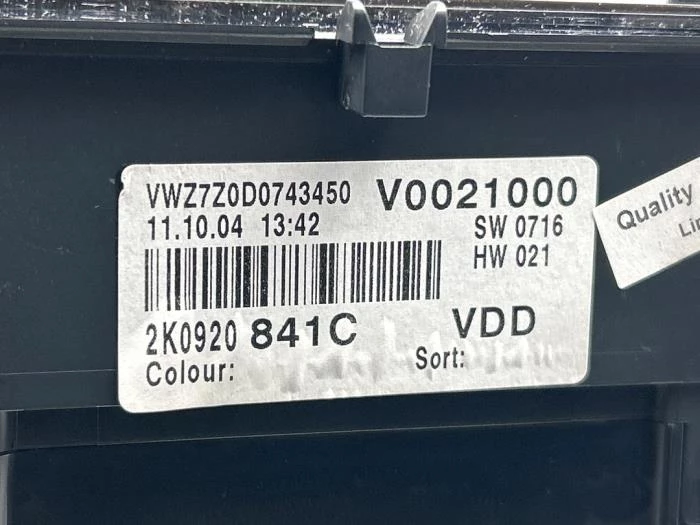 VWZ7Z0D0743450 V0021000
11.10.04 13:42 SW 0716
HW 021
2K0920 841C VDD
Colour: Sort:
Quality